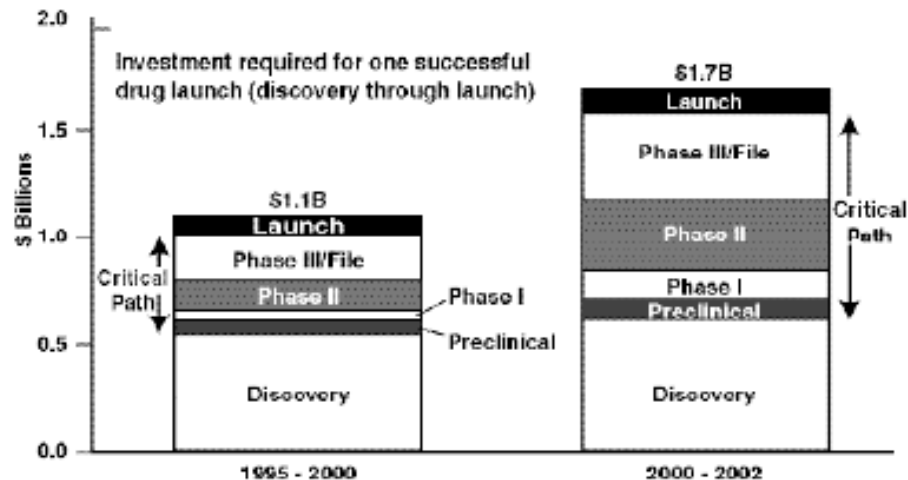 2.0
Investment required for one successful
drug launch (discovery through launch)
$1.7B
Launch
1.5
Phase III/File
$ Billions
$1.1B
Launch
Critical
Path
1.0
Phase II
Phase III/File
Critical
Path
Phase II
Phase I
Phase I
Preclinical
Preclinical
0.5
Discovery
Discovery
0.0
1995 - 2000
2000 - 2002